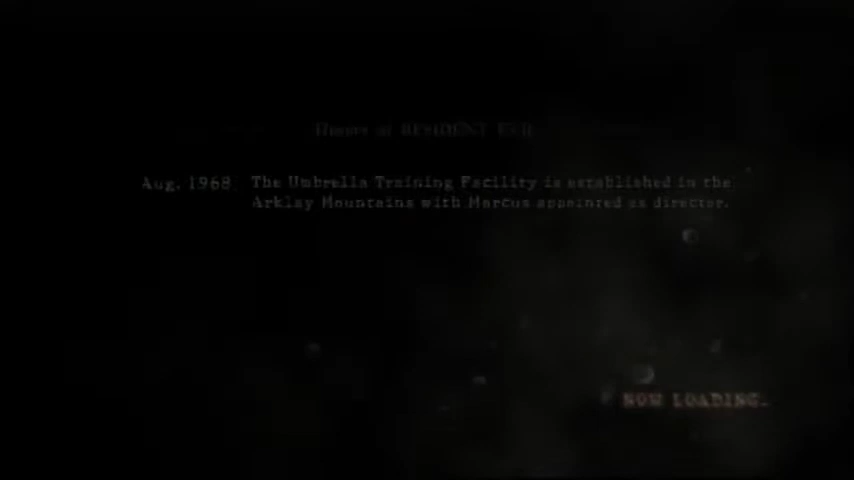 History of RESIDENT EVIL
Aug. 1968: The Umbrella Training Facility is established in the
Arklay Mountains with Marcus appointed as director.
NOW LOADING.